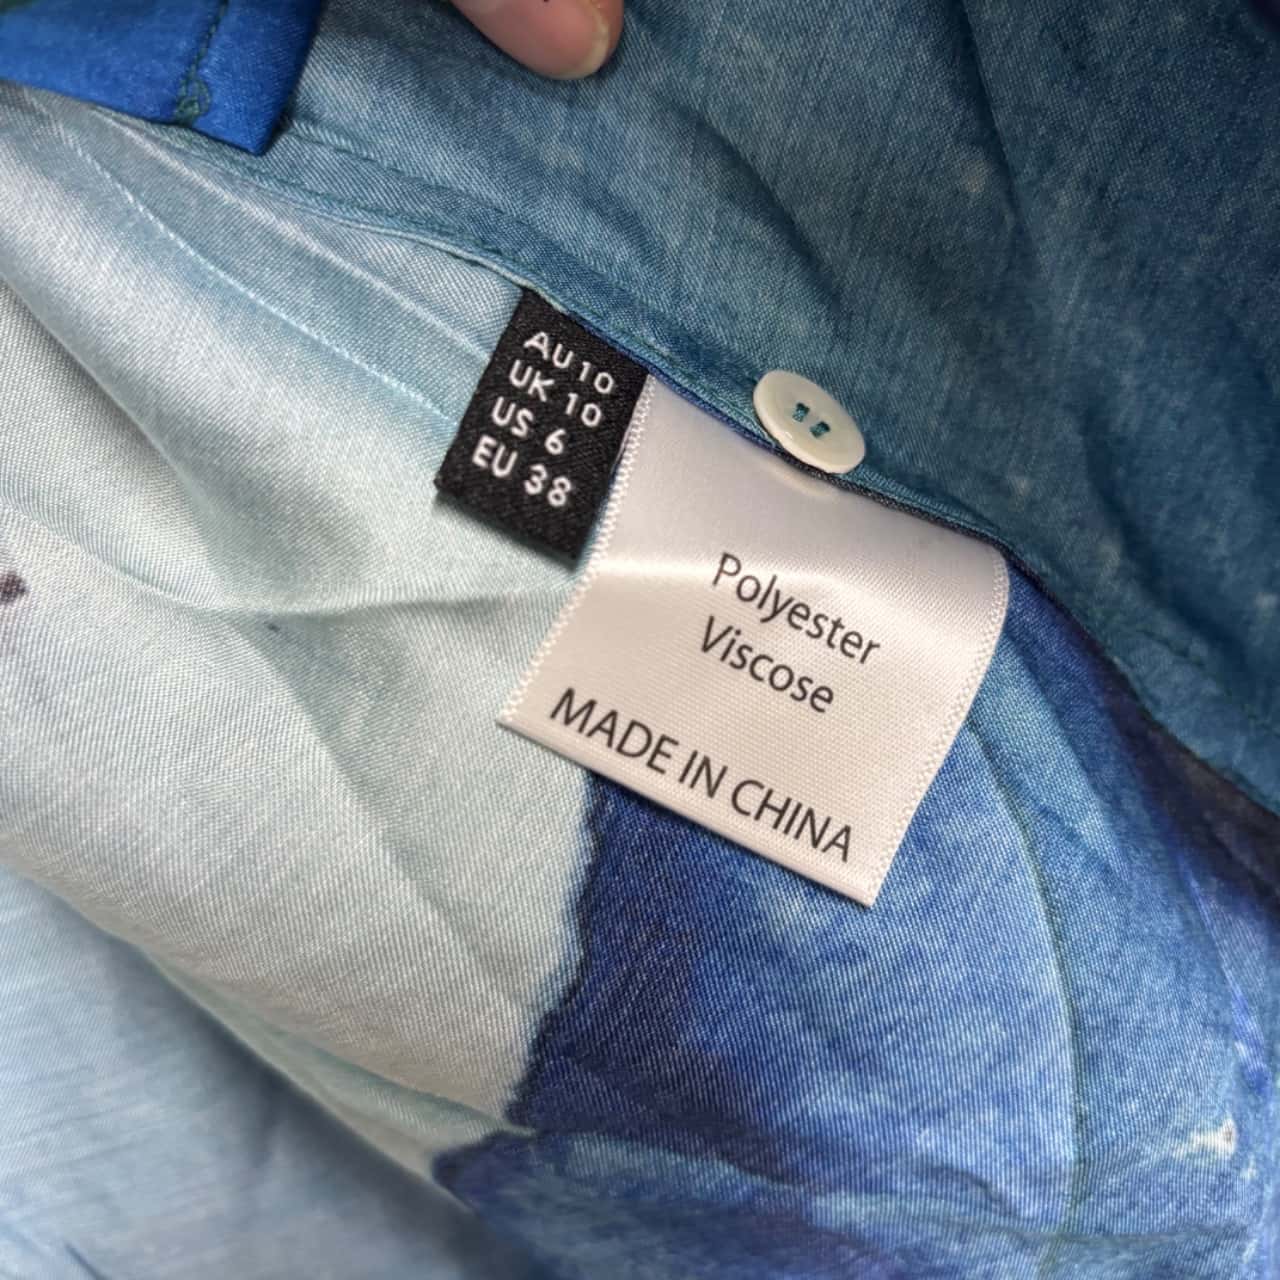 AU 10
UK 10
US 6
EU 38
Polyester
Viscose
MADE IN CHINA